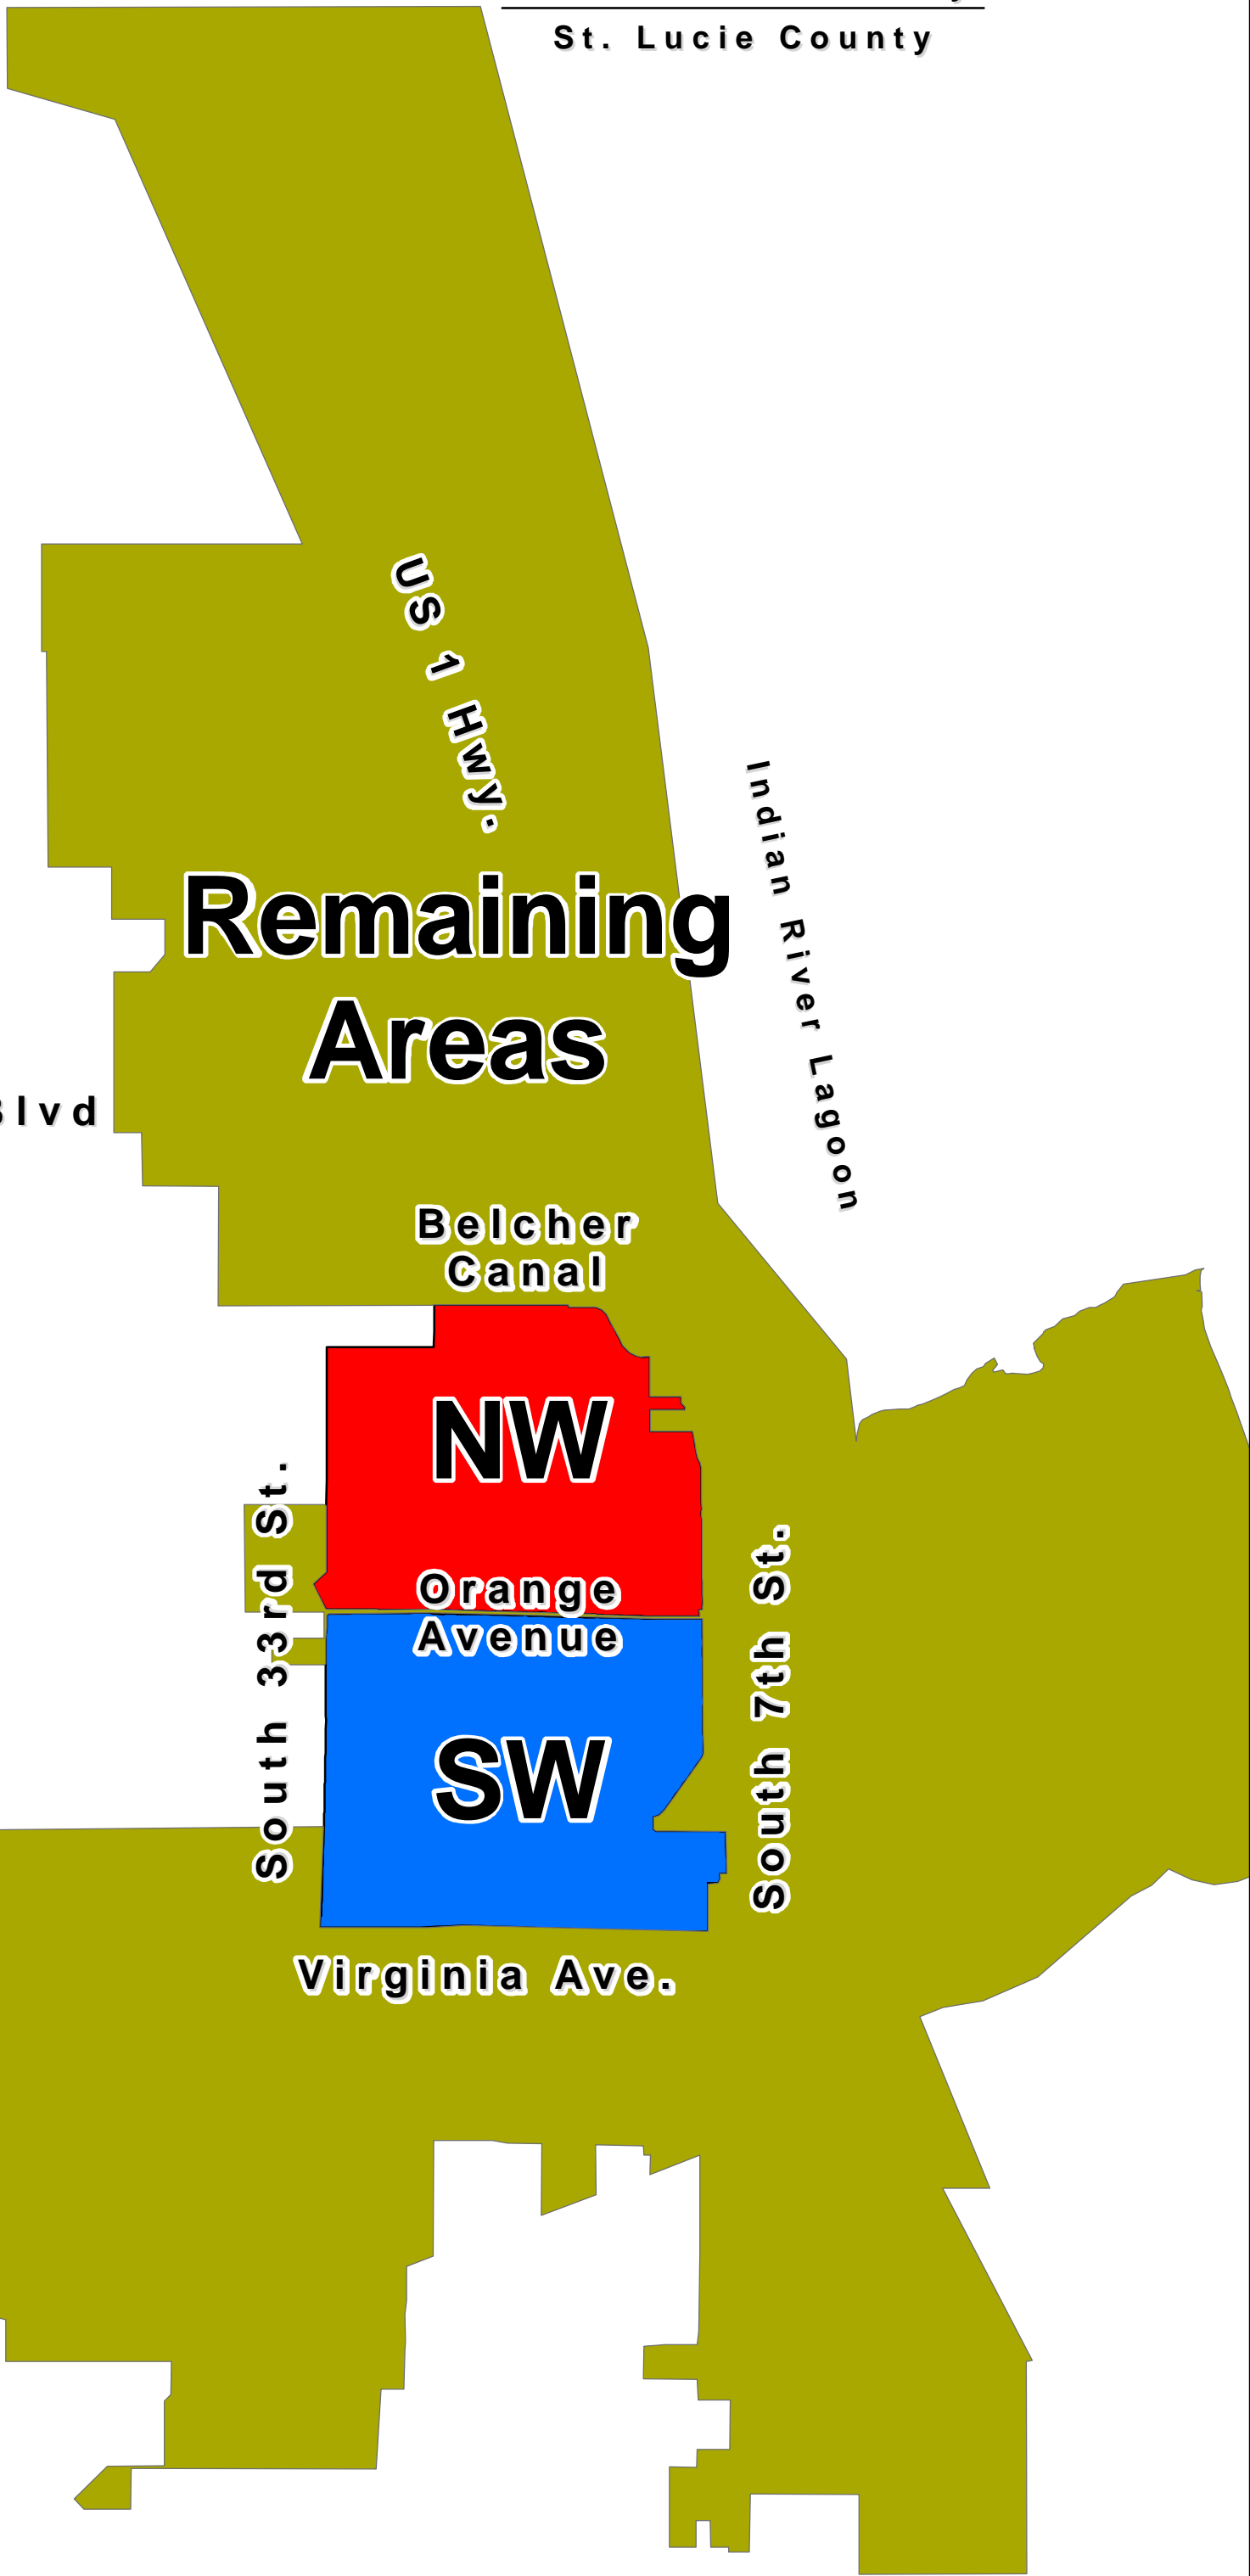 St. Lucie County
US 1 Hwy.
Indian River Lagoon
Remaining
Areas
Belcher
Canal
NW
South 33rd St.
Orange
Avenue
South 7th St.
SW
Virginia Ave.